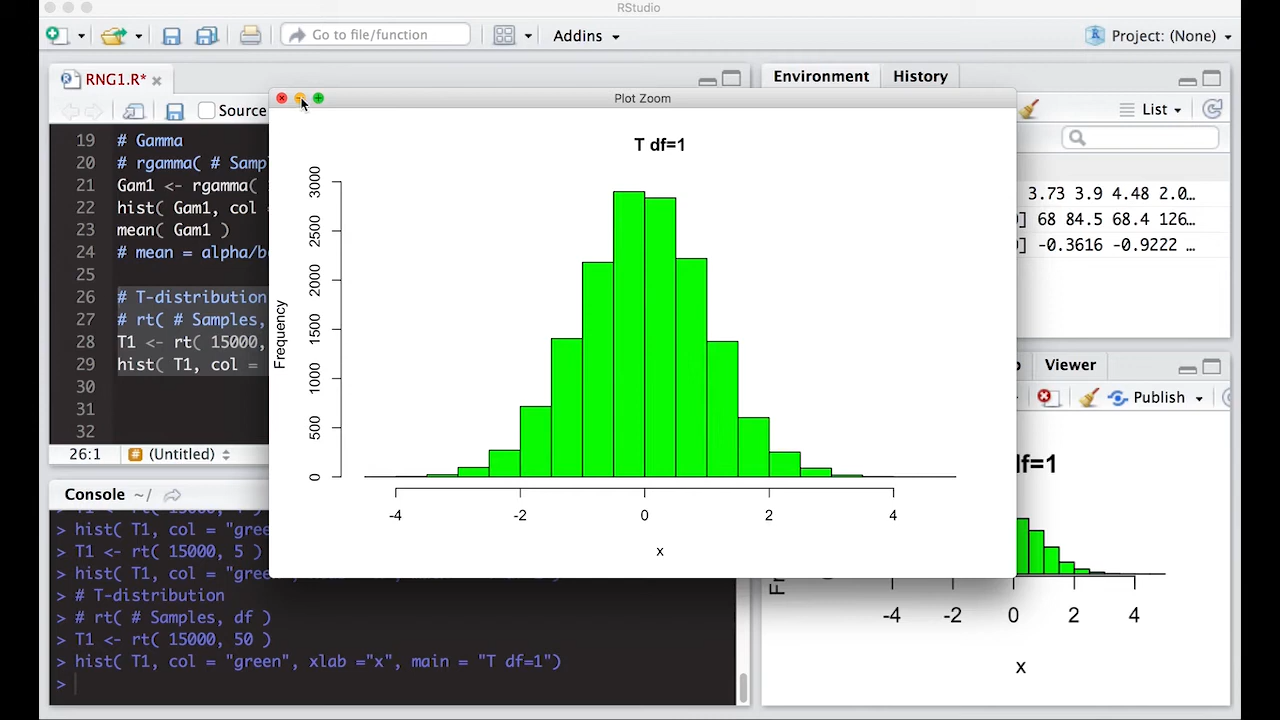 RStudio
Go to file/function
Addins
Project: (None)
RNG1.R*
Source
19 # Gamma
20 # rgamma( # Samp
21 Gam1 <- rgamma(
22 hist( Gam1, col
23 mean( Gam1 )
24 # mean = alpha/b
25
26 # T-distribution
27 # rt( # Samples,
28 T1 <- rt( 15000,
29 hist( T1, col =
30
31
32
26:1 (Untitled)
Console ~/
> hist( T1, col = "gree
> T1 <- rt( 15000, 5 )
> hist( T1, col = "gree
> # T-distribution
> # rt( # Samples, df )
> T1 <- rt( 15000, 50 )
> hist( T1, col = "green", xlab ="x", main = "T df=1")
>
Plot Zoom
T df=1
Frequency
3000
2500
2000
1500
1000
500
0
-4 -2 0 2 4
x
Environment History
List
3.73 3.9 4.48 2.0…
] 68 84.5 68.4 126…
] -0.3616 -0.9222 …
Viewer
Publish
lf=1
-4 -2 0 2 4
x